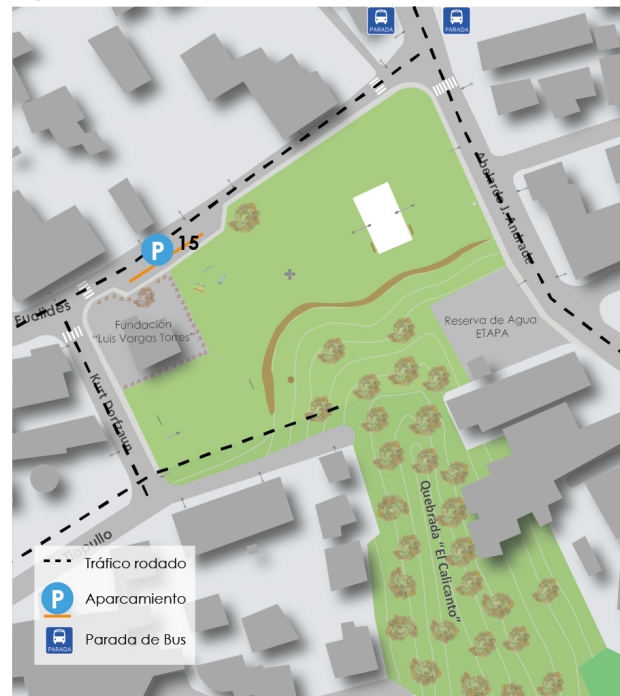 PARADA
PARADA
Abelardo J. Andrade
P 15
Euclides
Fundación
"Luis Vargas Torres"
Reserva de Agua
ETAPA
Kurt Dorfzaun
Quebrada "El Calicanto"
Tráfico rodado
P Aparcamiento
PARADA
Parada de Bus